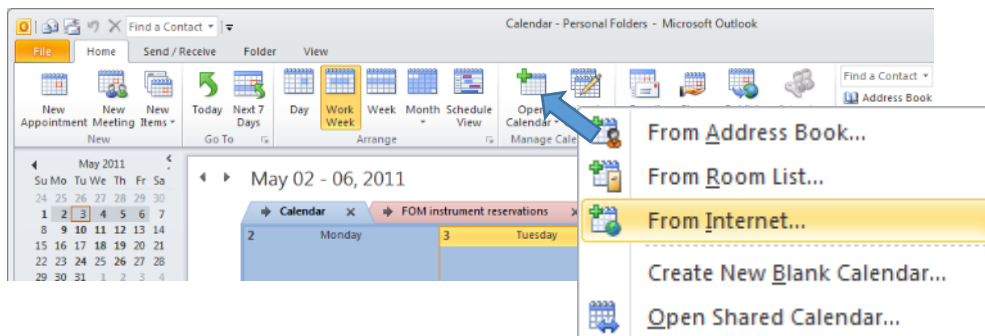 Find a Contact
Calendar - Personal Folders - Microsoft Outlook
File Home Send / Receive Folder View
New Appointment
New Meeting
New Items
New
Today
Next 7 Days
Go To
Day
Work Week
Week
Month
Schedule View
Arrange
Open Calendar
Manage Cale
Find a Contact
Address Book
From Address Book...
From Room List...
From Internet...
Create New Blank Calendar...
Open Shared Calendar...
May 2011
Su Mo Tu We Th Fr Sa
24 25 26 27 28 29 30
1 2 3 4 5 6 7
8 9 10 11 12 13 14
15 16 17 18 19 20 21
22 23 24 25 26 27 28
29 30 31 1 2 3 4
May 02 - 06, 2011
Calendar
FOM instrument reservations
2 Monday
3 Tuesday